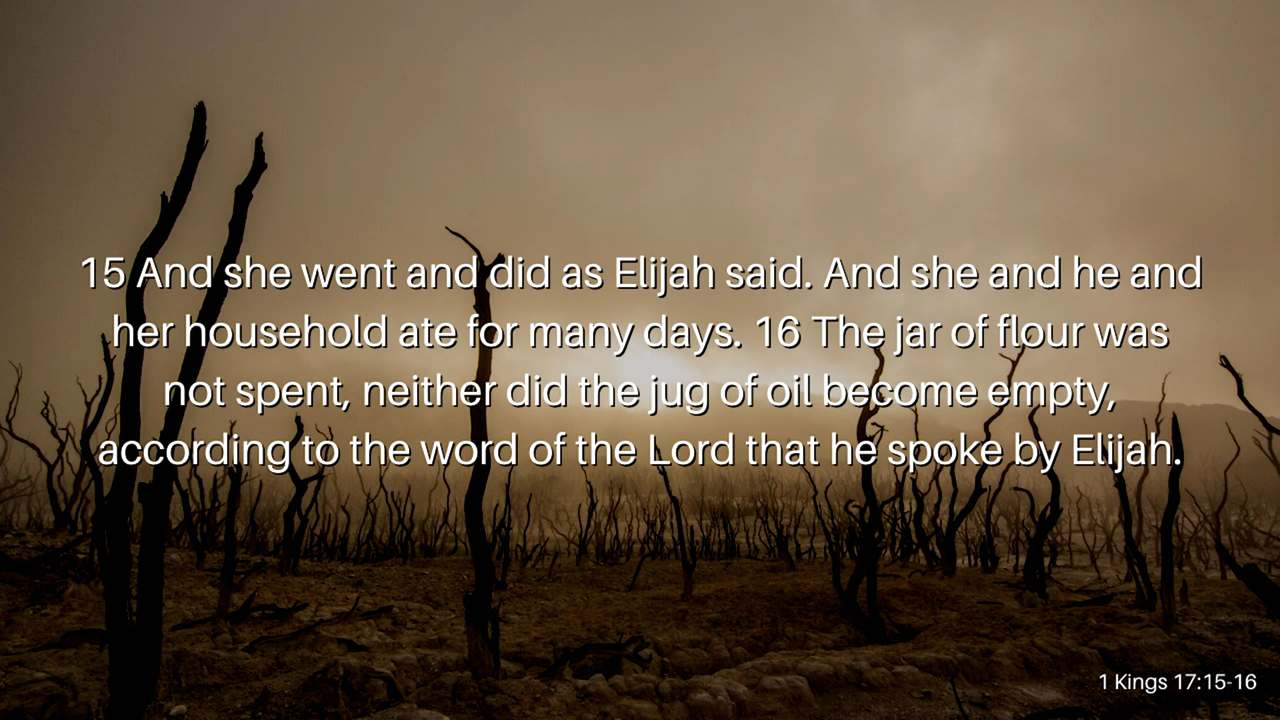 15 And she went and did as Elijah said. And she and he and
her household ate for many days. 16 The jar of flour was
not spent, neither did the jug of oil become empty,
according to the word of the Lord that he spoke by Elijah.
1 Kings 17:15-16